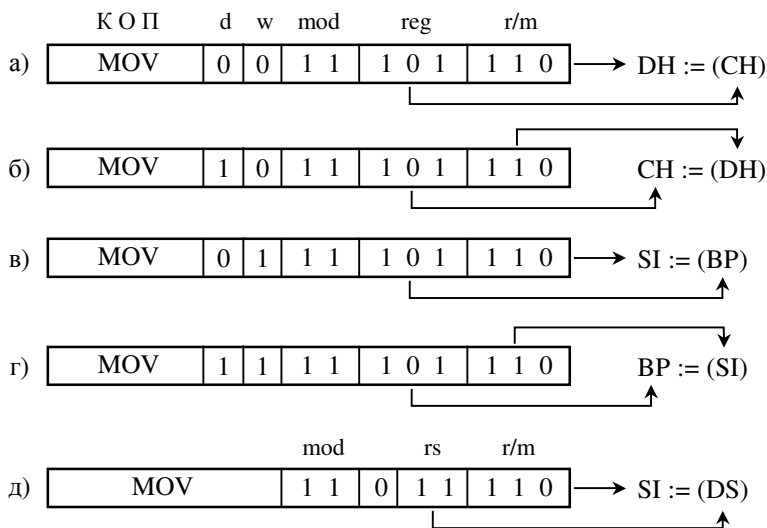 К О П d w mod reg r/m
а) MOV 0 0 1 1 1 0 1 1 1 0 DH := (CH)
б) MOV 1 0 1 1 1 0 1 1 1 0 CH := (DH)
в) MOV 0 1 1 1 1 0 1 1 1 0 SI := (BP)
г) MOV 1 1 1 1 1 0 1 1 1 0 BP := (SI)
mod rs r/m
д) MOV 1 1 0 1 1 1 1 0 SI := (DS)